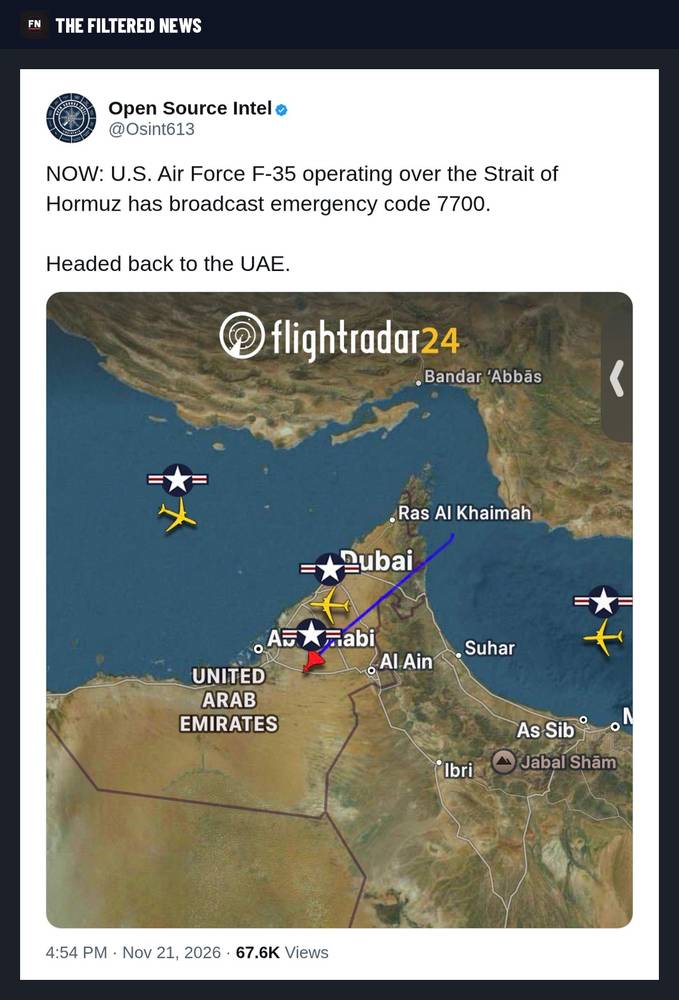 FN THE FILTERED NEWS
Open Source Intel
@Osint613
NOW: U.S. Air Force F-35 operating over the Strait of
Hormuz has broadcast emergency code 7700.
Headed back to the UAE.
flightradar24
Bandar 'Abbās
Ras Al Khaimah
Dubai
Suhar
Al Ain
UNITED
ARAB
EMIRATES
As Sib
M
Jabal Shām
Ibri
4:54 PM · Nov 21, 2026 · 67.6K Views